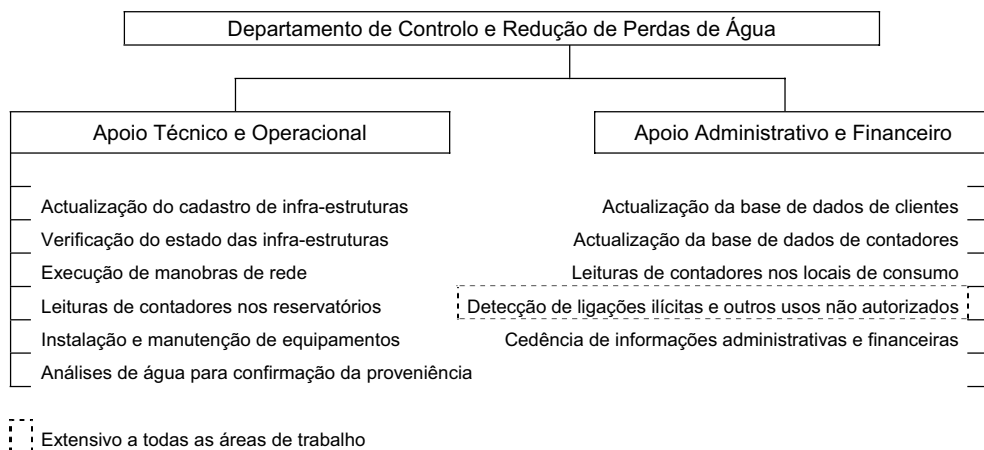 Departamento de Controlo e Redução de Perdas de Água
Apoio Técnico e Operacional
Actualização do cadastro de infra-estruturas
Verificação do estado das infra-estruturas
Execução de manobras de rede
Leituras de contadores nos reservatórios
Instalação e manutenção de equipamentos
Análises de água para confirmação da proveniência
Apoio Administrativo e Financeiro
Actualização da base de dados de clientes
Actualização da base de dados de contadores
Leituras de contadores nos locais de consumo
Detecção de ligações ilícitas e outros usos não autorizados
Cedência de informações administrativas e financeiras
Extensivo a todas as áreas de trabalho